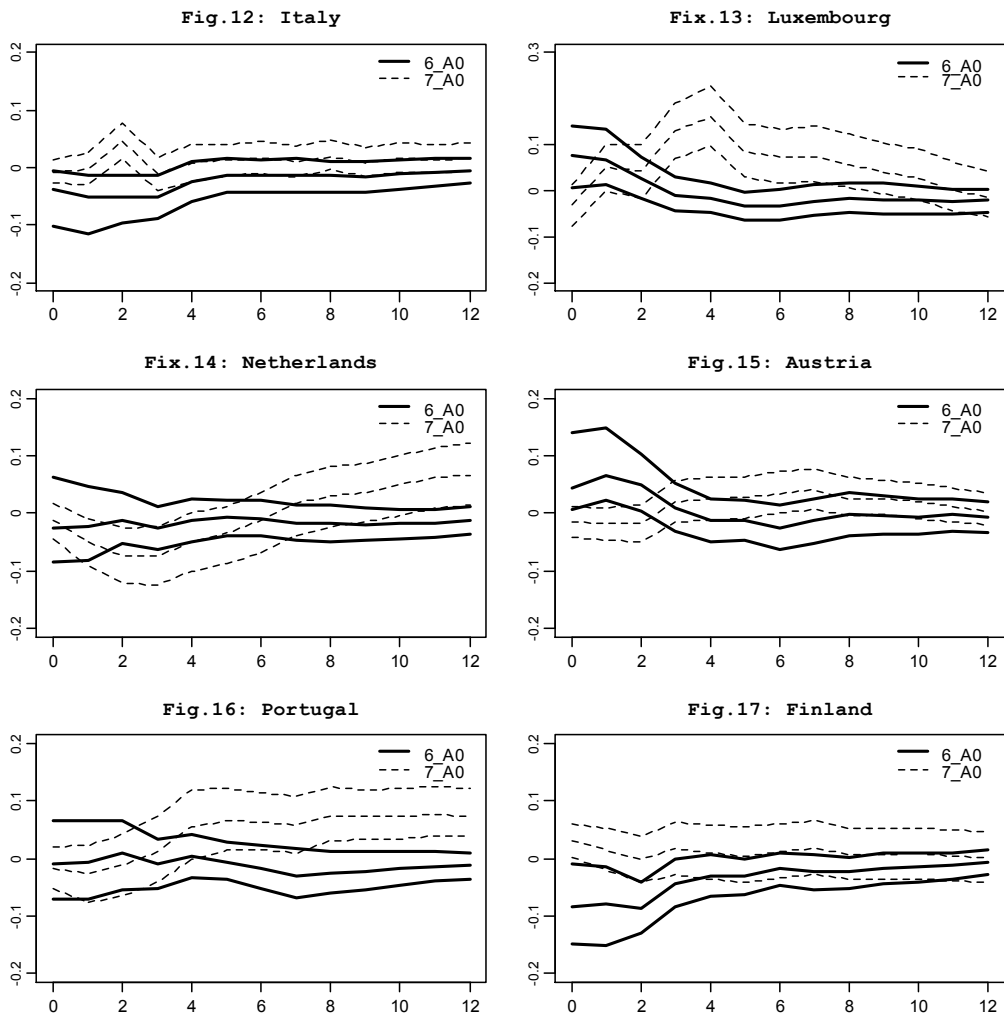 Fig.12: Italy
0.2
0.1
0
-0.1
-0.2
6_A0
7_A0
0 2 4 6 8 10 12
Fix.13: Luxembourg
0.3
0.1
0
-0.1
-0.2
6_A0
7_A0
0 2 4 6 8 10 12
Fix.14: Netherlands
0.2
0.1
0
-0.1
-0.2
6_A0
7_A0
0 2 4 6 8 10 12
Fig.15: Austria
0.2
0.1
0
-0.1
-0.2
6_A0
7_A0
0 2 4 6 8 10 12
Fig.16: Portugal
0.2
0.1
0
-0.1
-0.2
6_A0
7_A0
0 2 4 6 8 10 12
Fig.17: Finland
0.2
0.1
0
-0.1
-0.2
6_A0
7_A0
0 2 4 6 8 10 12